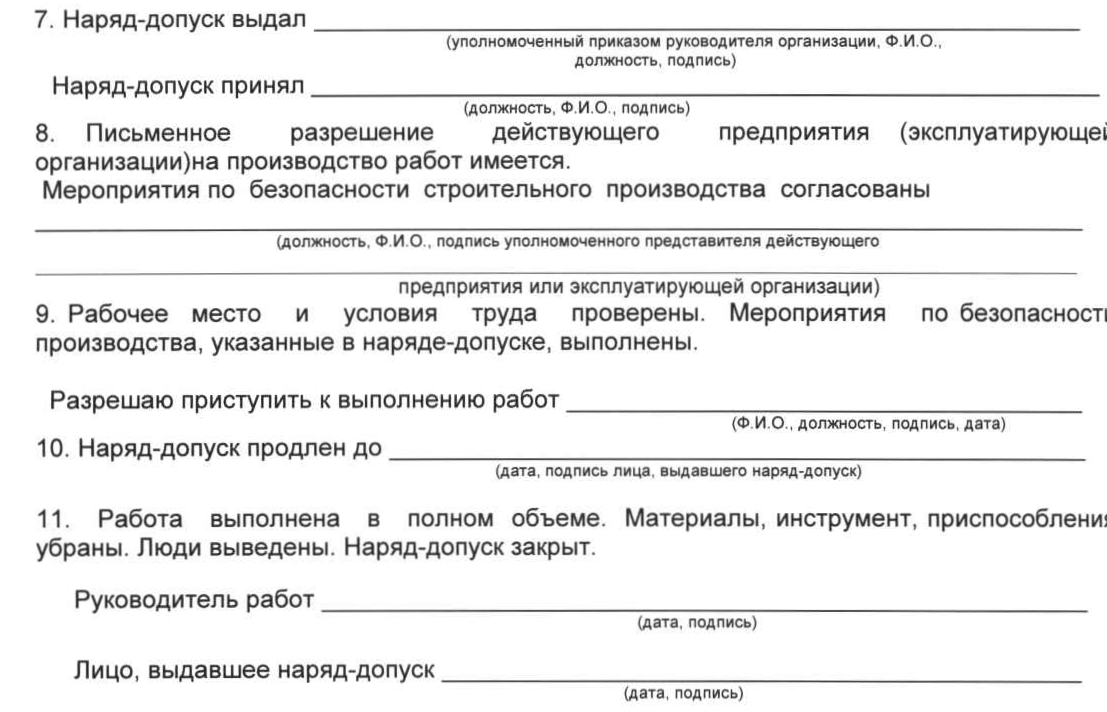 7. Наряд-допуск выдал
(уполномоченный приказом руководителя организации, Ф.И.О.,
должность, подпись)
Наряд-допуск принял
(должность, Ф.И.О., подпись)
8. Письменное разрешение действующего предприятия (эксплуатирующей
организации)на производство работ имеется.
Мероприятия по безопасности строительного производства согласованы
(должность, Ф.И.О., подпись уполномоченного представителя действующего
предприятия или эксплуатирующей организации)
9. Рабочее место и условия труда проверены. Мероприятия по безопасности
производства, указанные в наряде-допуске, выполнены.
Разрешаю приступить к выполнению работ
(Ф.И.О., должность, подпись, дата)
10. Наряд-допуск продлен до
(дата, подпись лица, выдавшего наряд-допуск)
11. Работа выполнена в полном объеме. Материалы, инструмент, приспособления
убраны. Люди выведены. Наряд-допуск закрыт.
Руководитель работ
(дата, подпись)
Лицо, выдавшее наряд-допуск
(дата, подпись)